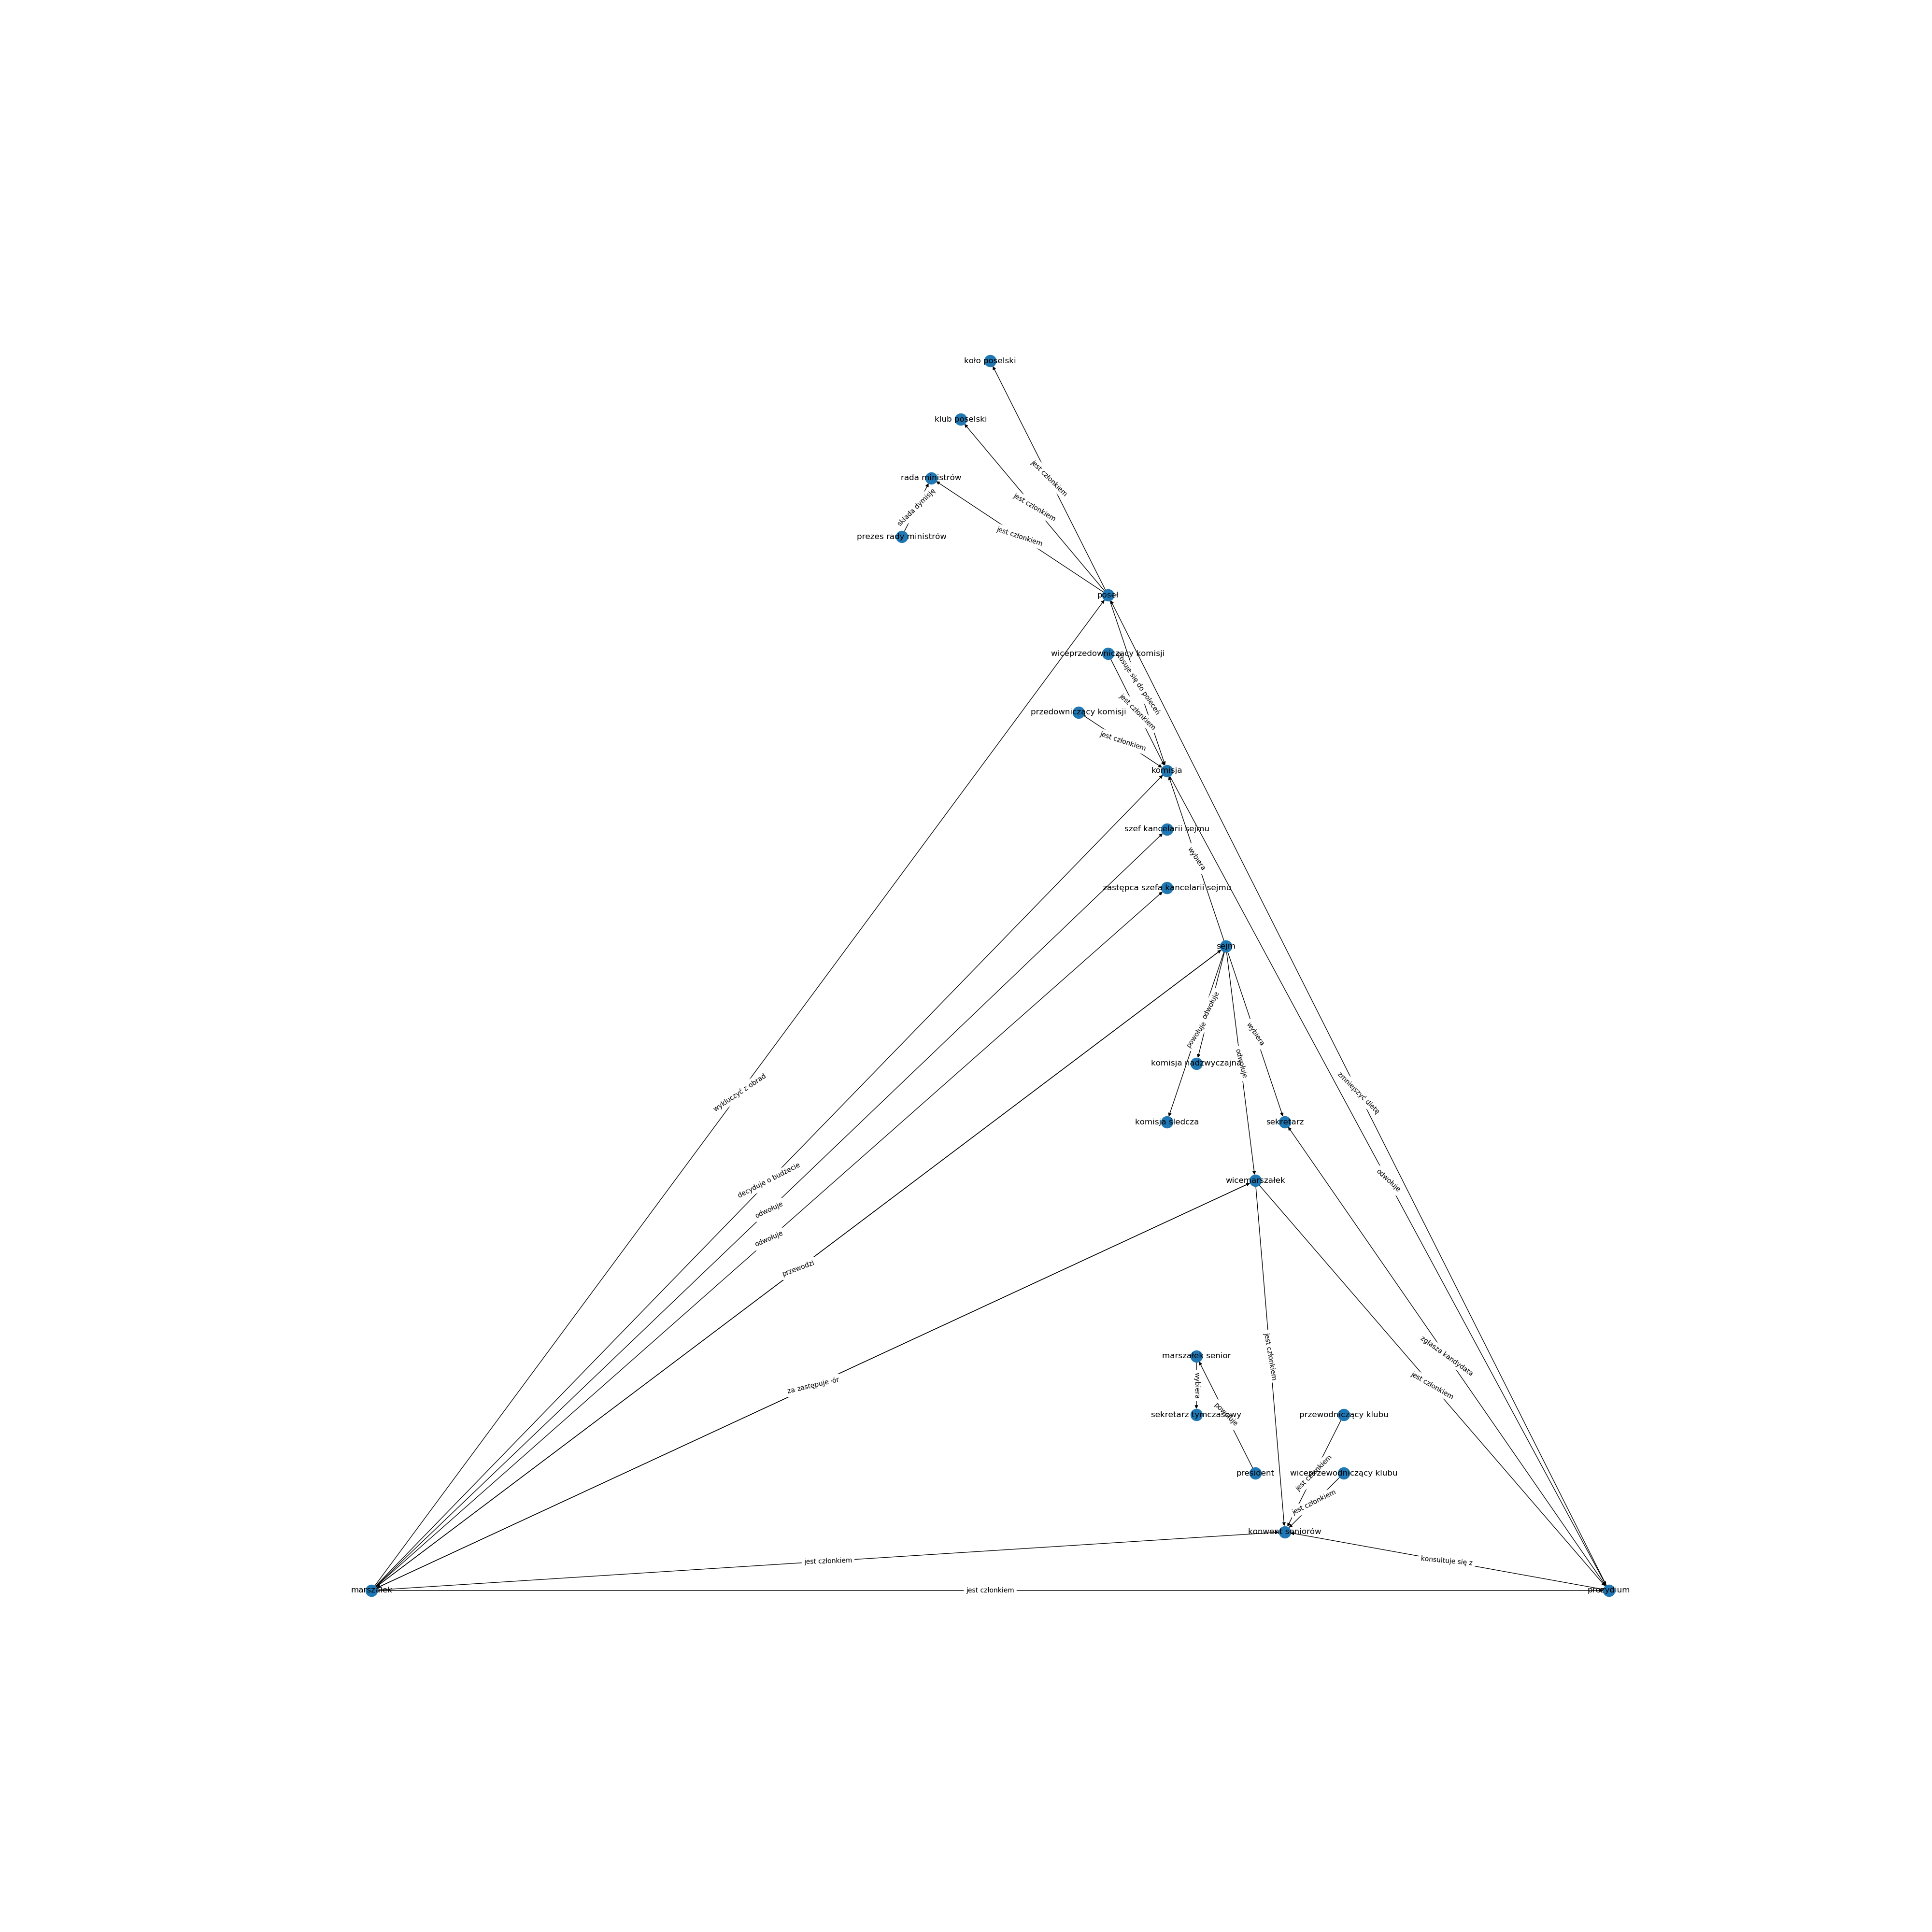 koło poselski
klub poselski
jest członkiem
rada ministrów
jest członkiem
składa dymisję
prezes rady ministrów
jest członkiem
poseł
wiceprzedowniczący komisji
stosuje się do poleceń
jest członkiem
przedowniczący komisji
jest członkiem
komisja
szef kancelarii sejmu
wybiera
zastępca szefa kancelarii sejmu
sejm
odwołuje
powołuje
wybiera
komisja nadzwyczajna
odwołuje
wykluczyć z obrad
zmniejszyć dietę
komisja śledcza
sekretarz
decyduje o budżecie
odwołuje
wicemarszałek
odwołuje
odwołuje
przewodzi
zgłasza kandydata
marszałek senior
jest członkiem
wybiera
za zastępuje ór
jest członkiem
sekretarz tymczasowy
powołuje
przewodniczący klubu
president
jest członkiem
wiceprzewodniczący klubu
jest członkiem
konwent seniorów
jest członkiem
konsultuje się z
marszałek
jest członkiem
prezydium